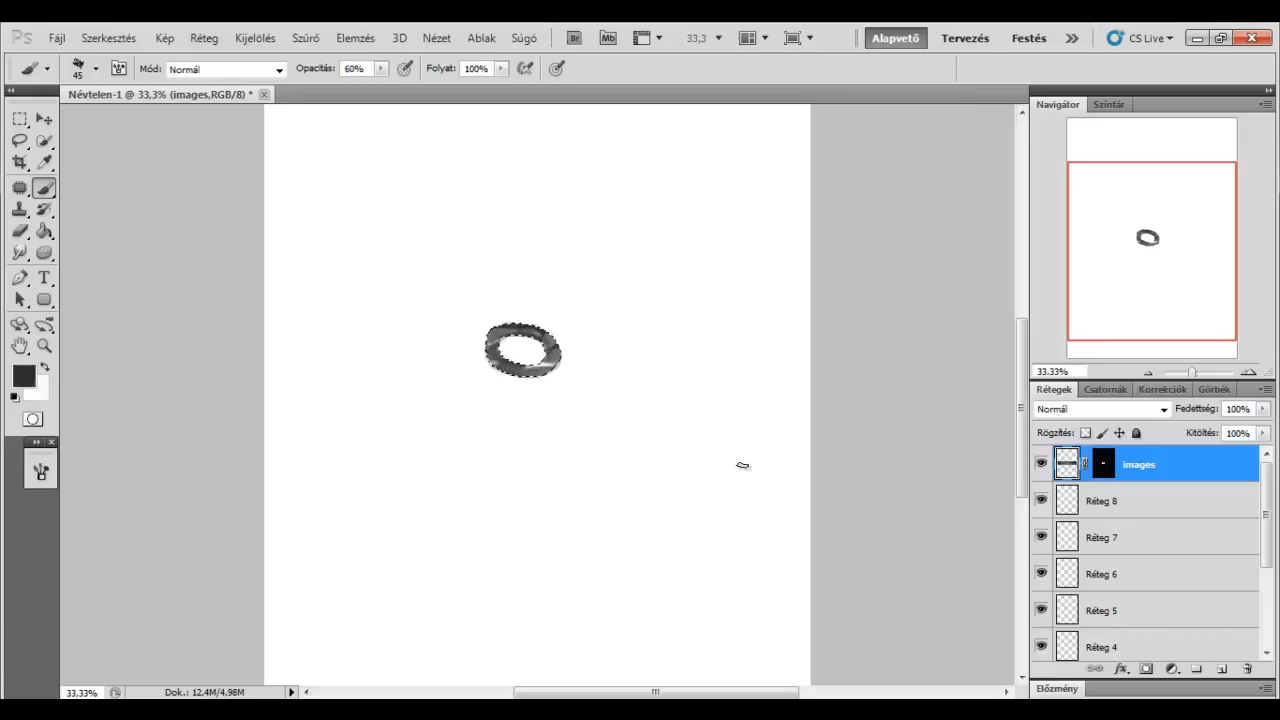 Ps Fájl Szerkesztés Kép Réteg Kijelölés Szűrő Elemzés 3D Nézet Ablak Súgó Br Mb 33,3 Alapvető Tervezés Festés CS Live
45 Mód: Normál Opacitás: 60% Folyat: 100%
Névtelen-1 @ 33,3% (images,RGB/8) *
Navigátor Színtár
33.33%
Rétegek Csatornák Korrekciók Görbék
Normál Fedettség: 100%
Rögzítés: Kitöltés: 100%
images
Réteg 8
Réteg 7
Réteg 6
Réteg 5
Réteg 4
fx
Előzmény
33,33% Dok.: 12,4M/4,98M